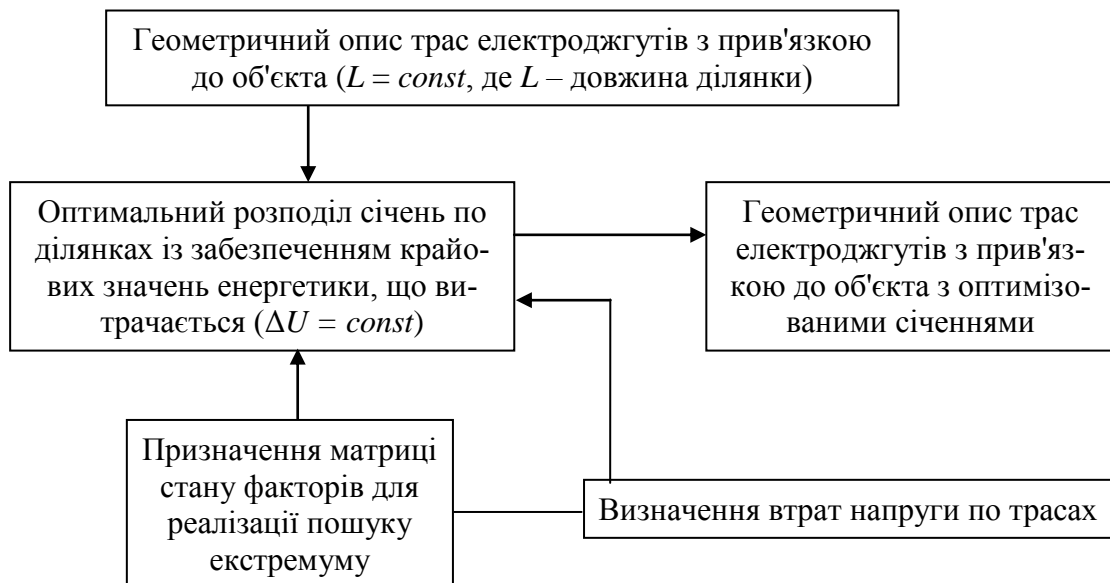 Геометричний опис трас електроджгутів з прив'язкою
до об'єкта (L = const, де L – довжина ділянки)
Оптимальний розподіл січень по
ділянках із забезпеченням крайо-
вих значень енергетики, що ви-
трачається (ΔU = const)
Геометричний опис трас
електроджгутів з прив'яз-
кою до об'єкта з оптимізо-
ваними січеннями
Призначення матриці
стану факторів для
реалізації пошуку
екстремуму
Визначення втрат напруги по трасах